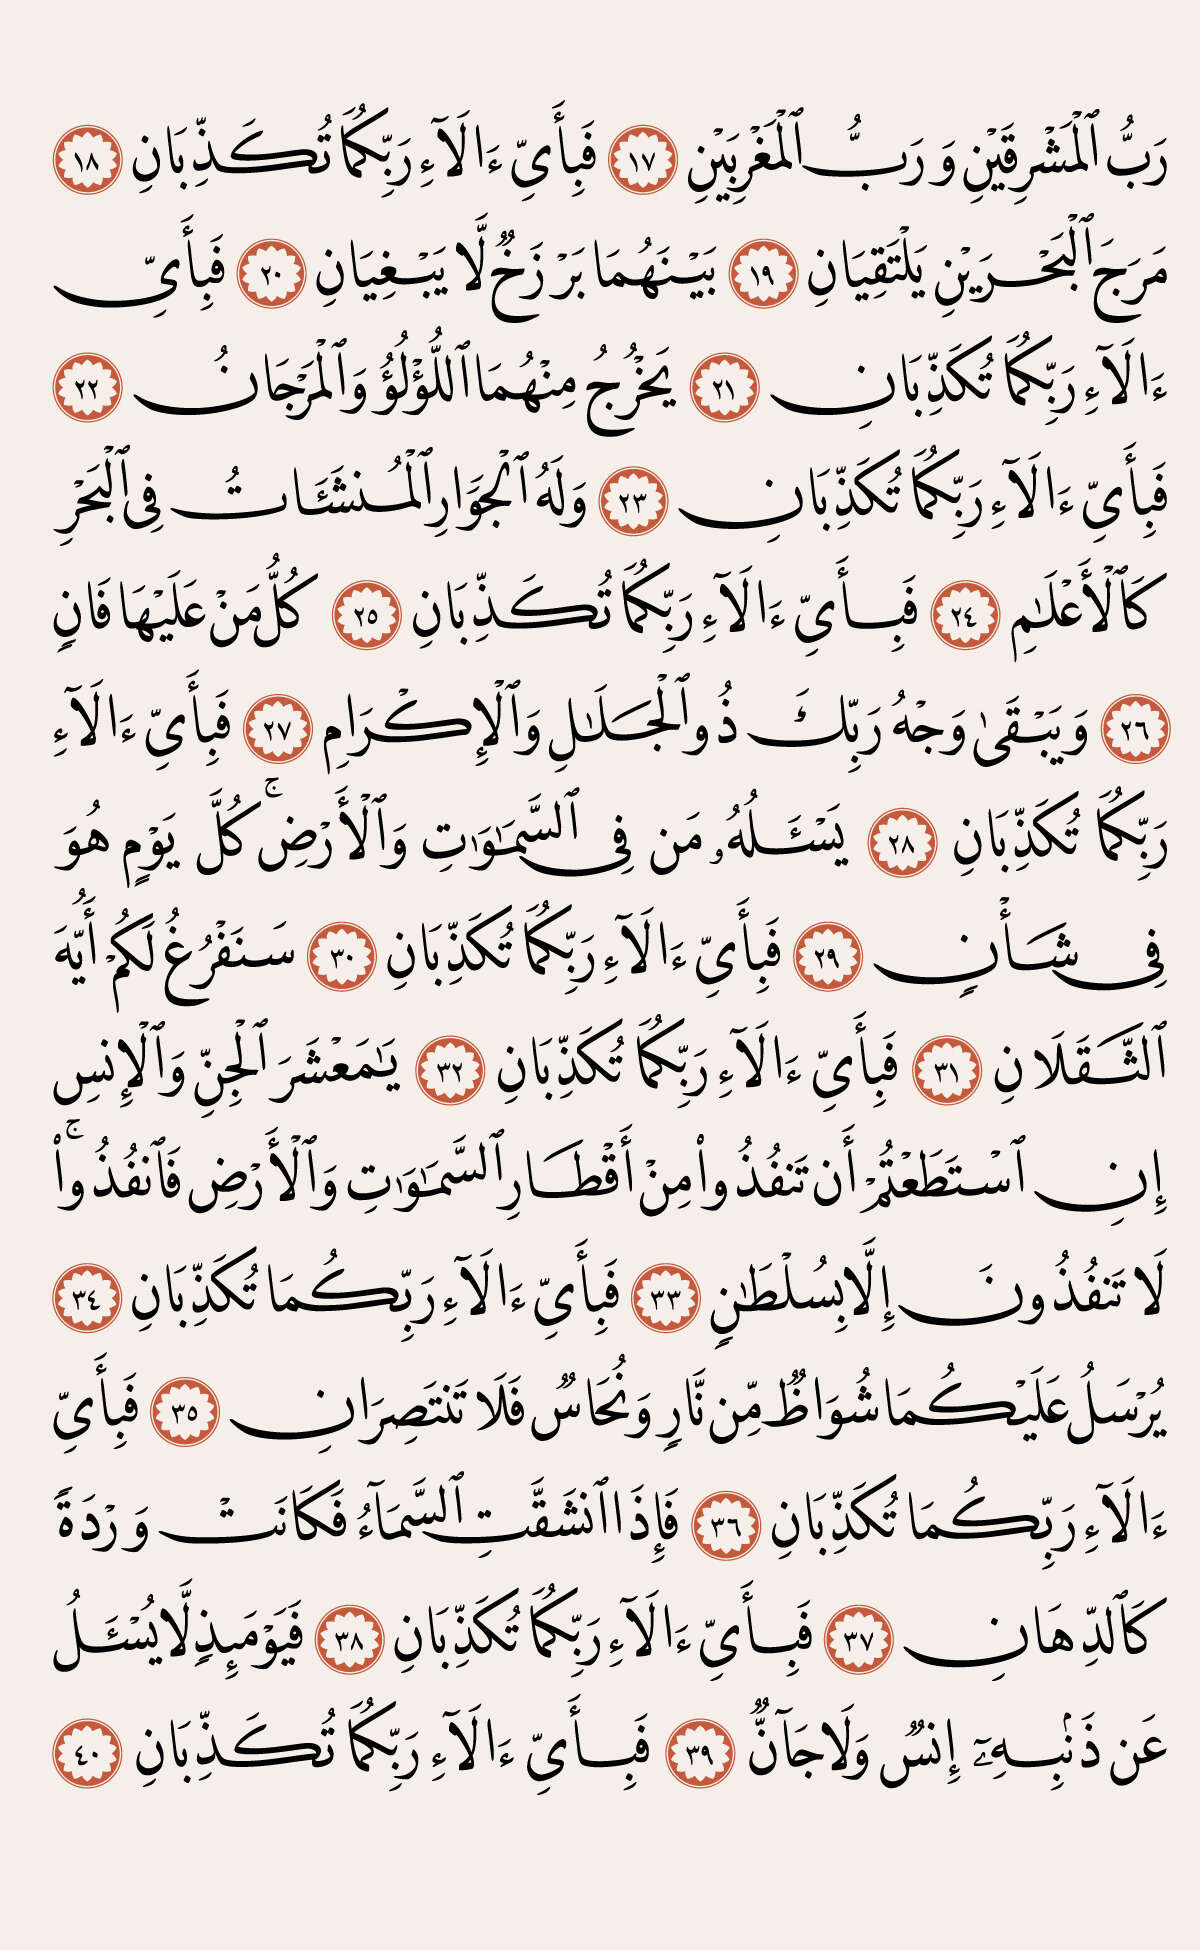 رَبُّ ٱلْمَشْرِقَيْنِ وَرَبُّ ٱلْمَغْرِبَيْنِ ١٧ فَبِأَيِّ ءَالَآءِ رَبِّكُمَا تُكَذِّبَانِ ١٨
مَرَجَ ٱلْبَحْرَيْنِ يَلْتَقِيَانِ ١٩ بَيْنَهُمَا بَرْزَخٌ لَّا يَبْغِيَانِ ٢٠ فَبِأَيِّ
ءَالَآءِ رَبِّكُمَا تُكَذِّبَانِ ٢١ يَخْرُجُ مِنْهُمَا ٱللُّؤْلُؤُ وَٱلْمَرْجَانُ ٢٢
فَبِأَيِّ ءَالَآءِ رَبِّكُمَا تُكَذِّبَانِ ٢٣ وَلَهُ ٱلْجَوَارِ ٱلْمُنشَـَٔاتُ فِى ٱلْبَحْرِ
كَٱلْأَعْلَـٰمِ ٢٤ فَبِأَيِّ ءَالَآءِ رَبِّكُمَا تُكَذِّبَانِ ٢٥ كُلُّ مَنْ عَلَيْهَا فَانٍ
٢٦ وَيَبْقَىٰ وَجْهُ رَبِّكَ ذُو ٱلْجَلَـٰلِ وَٱلْإِكْرَامِ ٢٧ فَبِأَيِّ ءَالَآءِ
رَبِّكُمَا تُكَذِّبَانِ ٢٨ يَسْـَٔلُهُۥ مَن فِى ٱلسَّمَـٰوَٰتِ وَٱلْأَرْضِ ۚ كُلَّ يَوْمٍ هُوَ
فِى شَأْنٍ ٢٩ فَبِأَيِّ ءَالَآءِ رَبِّكُمَا تُكَذِّبَانِ ٣٠ سَنَفْرُغُ لَكُمْ أَيُّهَ
ٱلثَّقَلَانِ ٣١ فَبِأَيِّ ءَالَآءِ رَبِّكُمَا تُكَذِّبَانِ ٣٢ يَـٰمَعْشَرَ ٱلْجِنِّ وَٱلْإِنسِ
إِنِ ٱسْتَطَعْتُمْ أَن تَنفُذُوا۟ مِنْ أَقْطَارِ ٱلسَّمَـٰوَٰتِ وَٱلْأَرْضِ فَٱنفُذُوا۟ ۚ
لَا تَنفُذُونَ إِلَّا بِسُلْطَـٰنٍ ٣٣ فَبِأَيِّ ءَالَآءِ رَبِّكُمَا تُكَذِّبَانِ ٣٤
يُرْسَلُ عَلَيْكُمَا شُوَاظٌ مِّن نَّارٍ وَنُحَاسٌ فَلَا تَنتَصِرَانِ ٣٥ فَبِأَيِّ
ءَالَآءِ رَبِّكُمَا تُكَذِّبَانِ ٣٦ فَإِذَا ٱنشَقَّتِ ٱلسَّمَآءُ فَكَانَتْ وَرْدَةً
كَٱلدِّهَانِ ٣٧ فَبِأَيِّ ءَالَآءِ رَبِّكُمَا تُكَذِّبَانِ ٣٨ فَيَوْمَئِذٍ لَّا يُسْـَٔلُ
عَن ذَنۢبِهِۦٓ إِنسٌ وَلَا جَآنٌّ ٣٩ فَبِأَيِّ ءَالَآءِ رَبِّكُمَا تُكَذِّبَانِ ٤٠